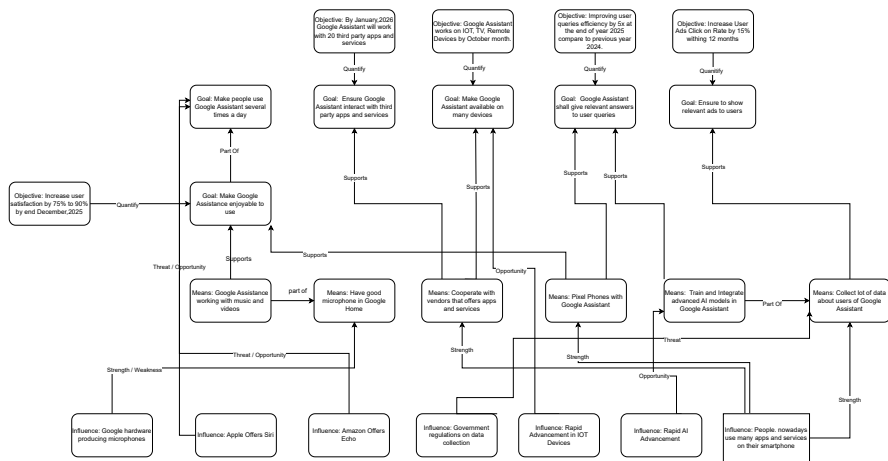 Objective: By January,2026
Google Assistant will work
with 20 third party apps and
services
Objective: Google Assistant
works on IOT, TV, Remote
Devices by October month.
Objective: Improving user
queries efficiency by 5x at
the end of year 2025
compare to previous year
2024.
Objective: Increase User
Ads Click on Rate by 15%
withing 12 months
Quantify
Quantify
Quantify
Quantify
Goal: Make people use
Google Assistant several
times a day
Goal: Ensure Google
Assistant interact with third
party apps and services
Goal: Make Google
Assistant available on
many devices
Goal: Google Assistant
shall give relevant answers
to user queries
Goal: Ensure to show
relevant ads to users
Part Of
Supports
Supports
Supports
Supports
Supports
Objective: Increase user
satisfaction by 75% to 90%
by end December,2025
Quantify
Goal: Make Google
Assistance enjoyable to
use
Supports
Supports
Threat / Opportunity
Opportunity
Means: Google Assistance
working with music and
videos
part of
Means: Have good
microphone in Google
Home
Means: Cooperate with
vendors that offers apps
and services
Means: Pixel Phones with
Google Assistant
Means: Train and Integrate
advanced AI models in
Google Assistant
Part Of
Means: Collect lot of data
about users of Google
Assistant
Threat
Strength / Weakness
Threat / Opportunity
Strength
Strength
Opportunity
Strength
Influence: Google hardware
producing microphones
Influence: Apple Offers Siri
Influence: Amazon Offers
Echo
Influence: Government
regulations on data
collection
Influence: Rapid
Advancement in IOT
Devices
Influence: Rapid AI
Advancement
Influence: People. nowadays
use many apps and services
on their smartphone